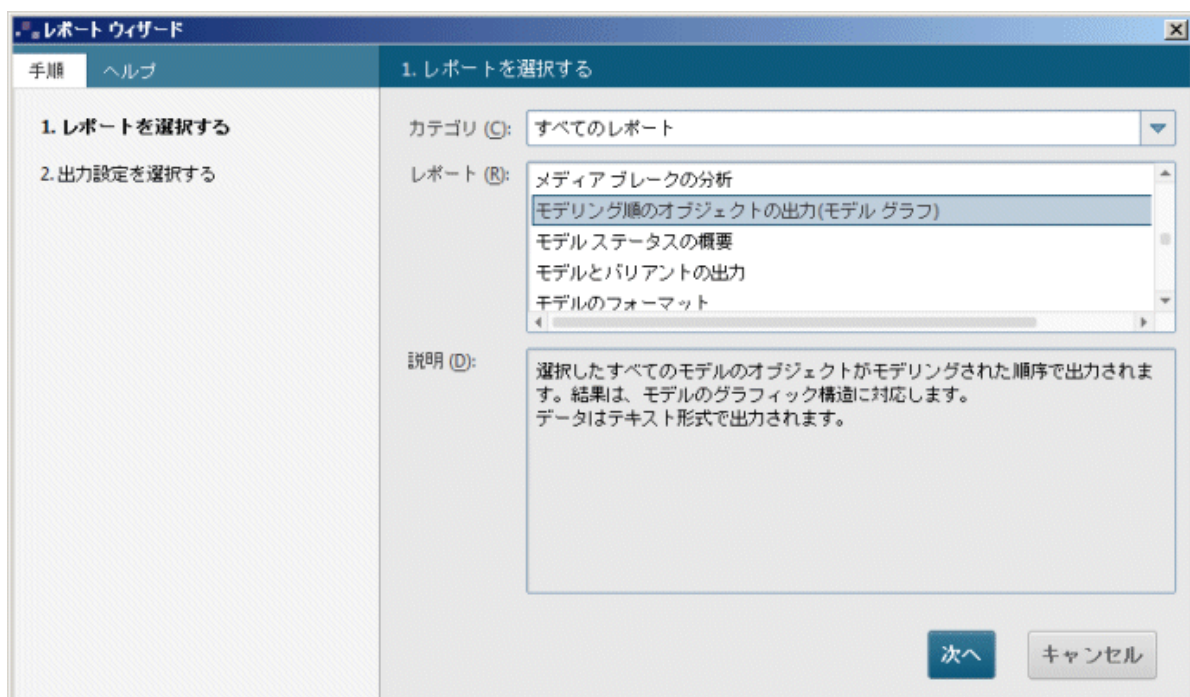 レポート ウィザード
手順
ヘルプ
1. レポートを選択する
2. 出力設定を選択する
1. レポートを選択する
カテゴリ (C):
すべてのレポート
レポート (R):
メディア ブレークの分析
モデリング順のオブジェクトの出力(モデル グラフ)
モデル ステータスの概要
モデルとバリアントの出力
モデルのフォーマット
説明 (D):
選択したすべてのモデルのオブジェクトがモデリングされた順序で出力されま
す。結果は、モデルのグラフィック構造に対応します。
データはテキスト形式で出力されます。
次へ
キャンセル